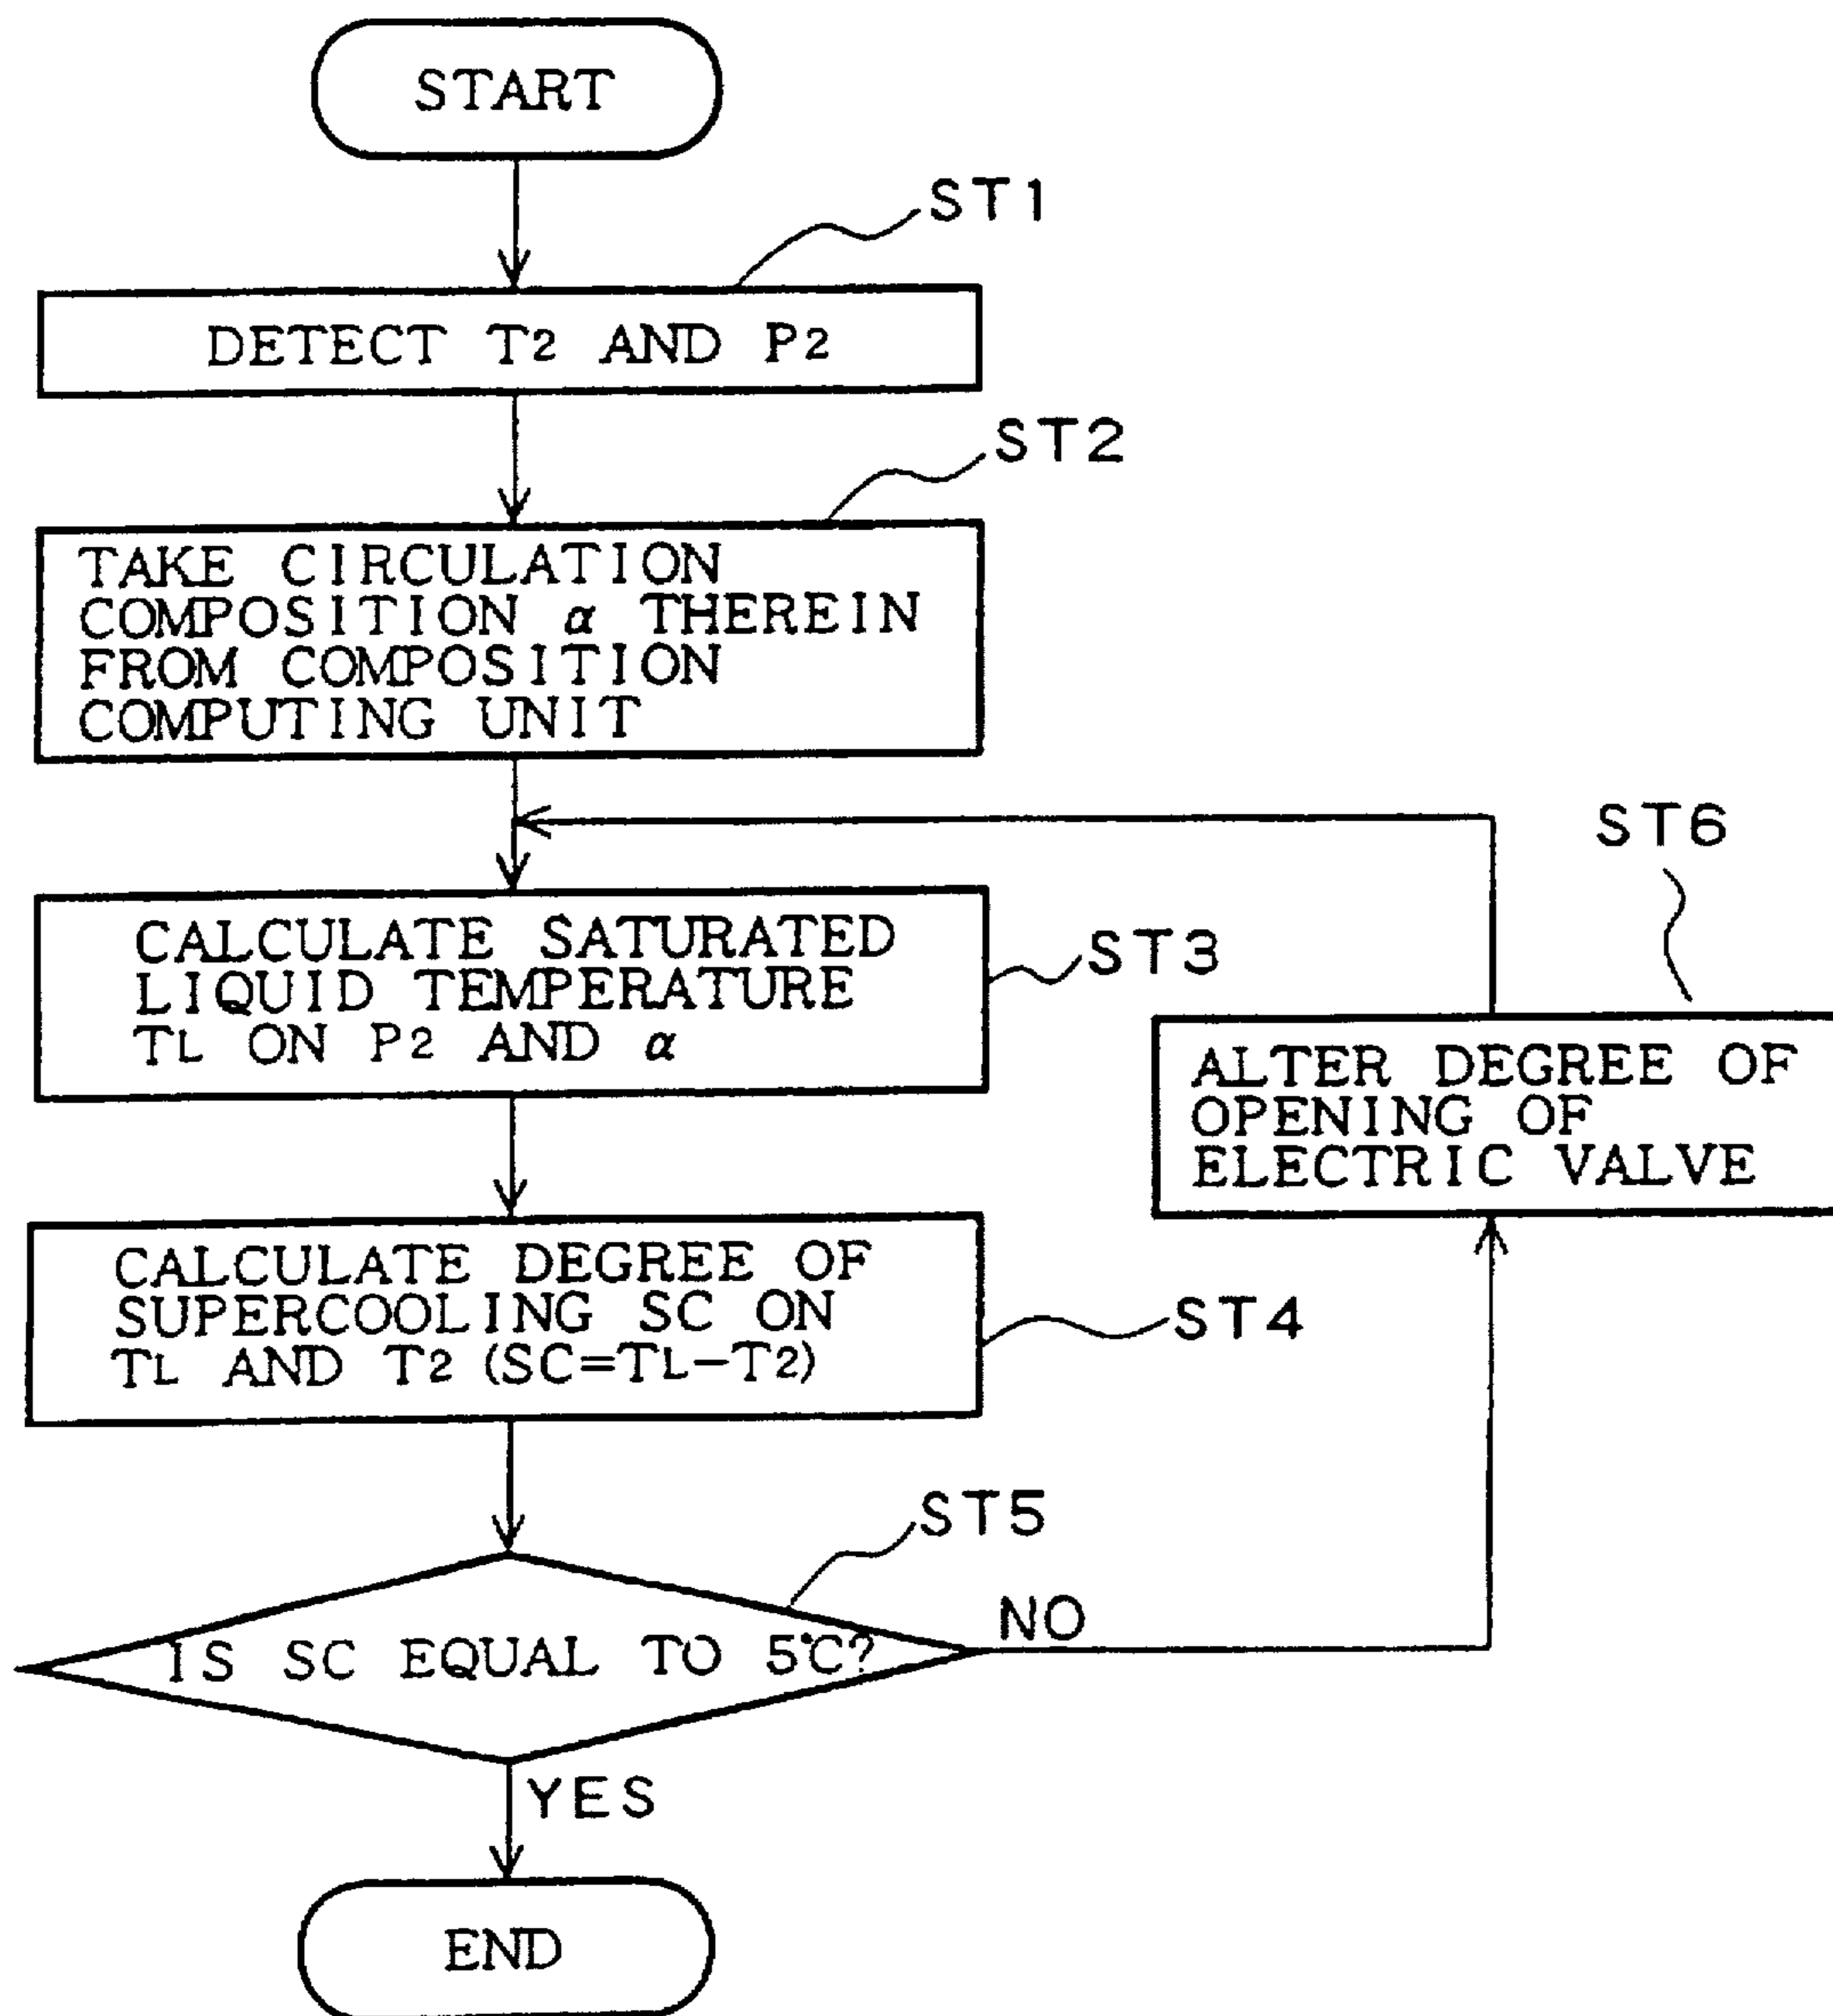 START
ST1
DETECT T2 AND P2
ST2
TAKE CIRCULATION
COMPOSITION α THEREIN
FROM COMPOSITION
COMPUTING UNIT
ST3
CALCULATE SATURATED
LIQUID TEMPERATURE
TL ON P2 AND α
ST4
CALCULATE DEGREE OF
SUPERCOOLING SC ON
TL AND T2 (SC=TL-T2)
ST5
IS SC EQUAL TO 5℃?
NO
ST6
ALTER DEGREE OF
OPENING OF
ELECTRIC VALVE
YES
END